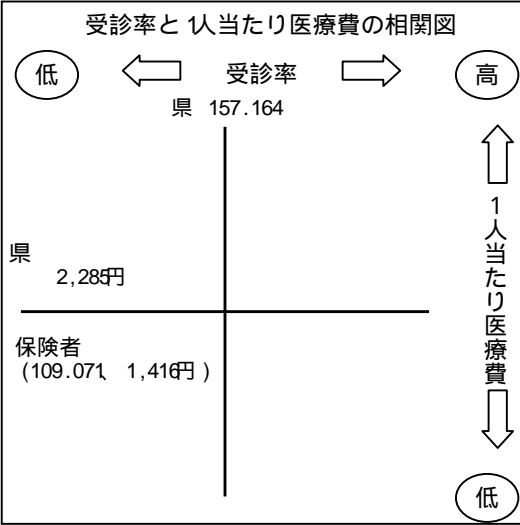 受診率と1人当たり医療費の相関図
低 受診率 高
県 157.164
1人当たり医療費
県
2,285円
保険者
(109.071、 1,416円 )
低